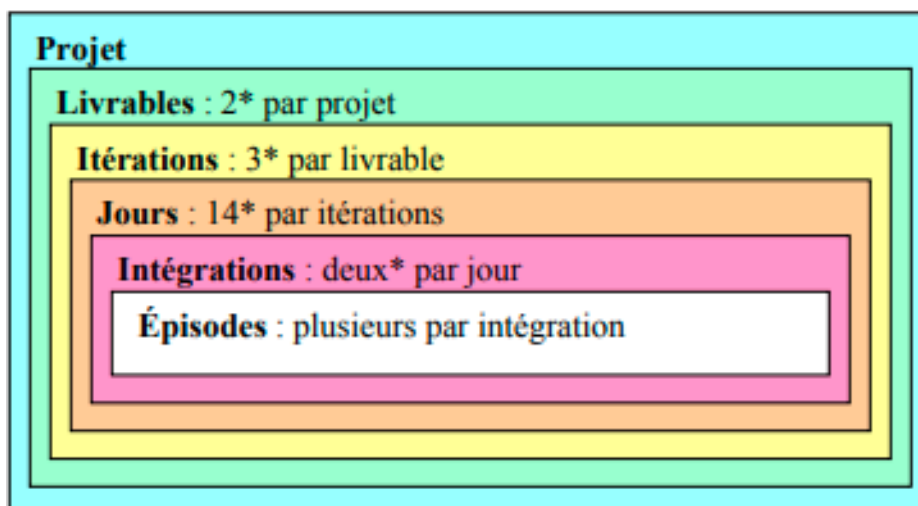 Projet
Livrables : 2* par projet
Itérations : 3* par livrable
Jours : 14* par itérations
Intégrations : deux* par jour
Épisodes : plusieurs par intégration